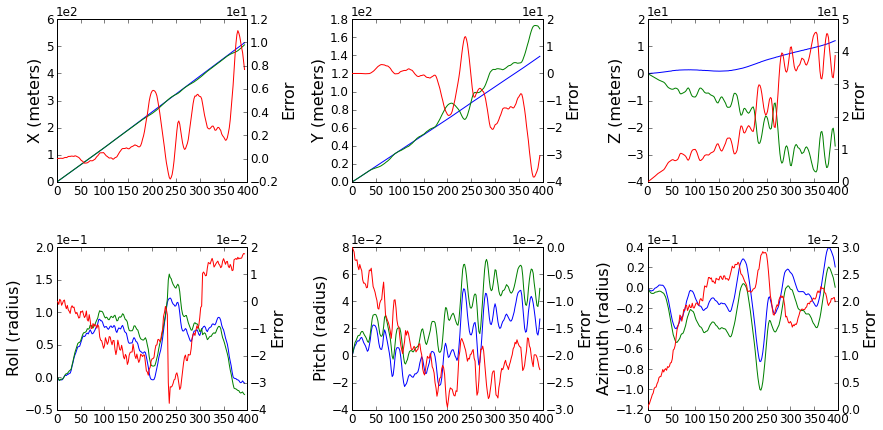 1e2 1e1 1e2 1e1 1e1 1e1
X (meters) 6 5 4 3 2 1 0 1.2 1.0 0.8 0.6 0.4 0.2 0.0 −0.2 Error
0 50 100 150 200 250 300 350 400
Y (meters) 1.8 1.6 1.4 1.2 1.0 0.8 0.6 0.4 0.2 0.0 2 1 0 −1 −2 −3 −4 Error
0 50 100 150 200 250 300 350 400
Z (meters) 2 1 0 −1 −2 −3 −4 5 4 3 2 1 0 Error
0 50 100 150 200 250 300 350 400
1e−1 1e−2 1e−2 1e−2 1e−1 1e−2
Roll (radius) 2.0 1.5 1.0 0.5 0.0 −0.5 2 1 0 −1 −2 −3 −4 Error
0 50 100 150 200 250 300 350 400
Pitch (radius) 8 6 4 2 0 −2 −4 0.0 −0.5 −1.0 −1.5 −2.0 −2.5 −3.0 Error
0 50 100 150 200 250 300 350 400
Azimuth (radius) 0.4 0.2 0.0 −0.2 −0.4 −0.6 −0.8 −1.0 −1.2 3.0 2.5 2.0 1.5 1.0 0.5 0.0 Error
0 50 100 150 200 250 300 350 400